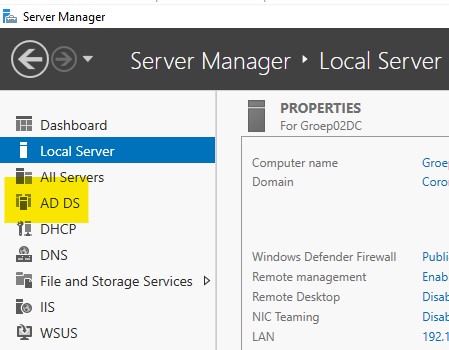 Server Manager
Server Manager ‣ Local Server
Dashboard
Local Server
All Servers
AD DS
DHCP
DNS
File and Storage Services
IIS
WSUS
PROPERTIES
For Groep02DC
Computer name Groe
Domain Coro
Windows Defender Firewall Publi
Remote management Enab
Remote Desktop Disab
NIC Teaming Disab
LAN 192.1